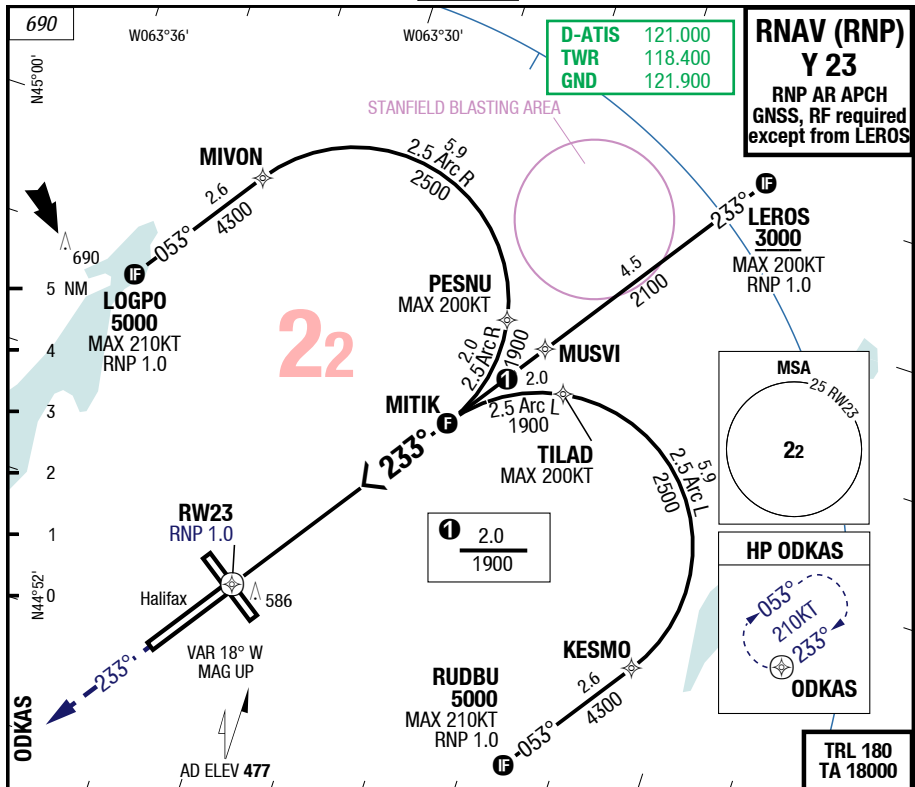 690
W063°36'
W063°30'
D-ATIS 121.000
TWR 118.400
GND 121.900
RNAV (RNP)
Y 23
RNP AR APCH
GNSS, RF required
except from LEROS
N45°00'
STANFIELD BLASTING AREA
MIVON
5.9
2.5 Arc R
2500
2.6
4300
053°
690
IF
LOGPO
5000
MAX 210KT
RNP 1.0
233°
IF
LEROS
3000
MAX 200KT
RNP 1.0
4.5
2100
PESNU
MAX 200KT
5 NM
4
3
2
1
0
22
2.0
2.5 Arc R
1900
MUSVI
1
2.0
MITIK
F
2.5 Arc L
1900
TILAD
MAX 200KT
5.9
2.5 Arc L
2500
233°
MSA
25 RW23
22
RW23
RNP 1.0
1 2.0
1900
N44°52'
Halifax
586
VAR 18° W
MAG UP
233°
ODKAS
AD ELEV 477
HP ODKAS
053°
210KT
233°
ODKAS
KESMO
2.6
4300
053°
RUDBU
5000
MAX 210KT
RNP 1.0
IF
TRL 180
TA 18000